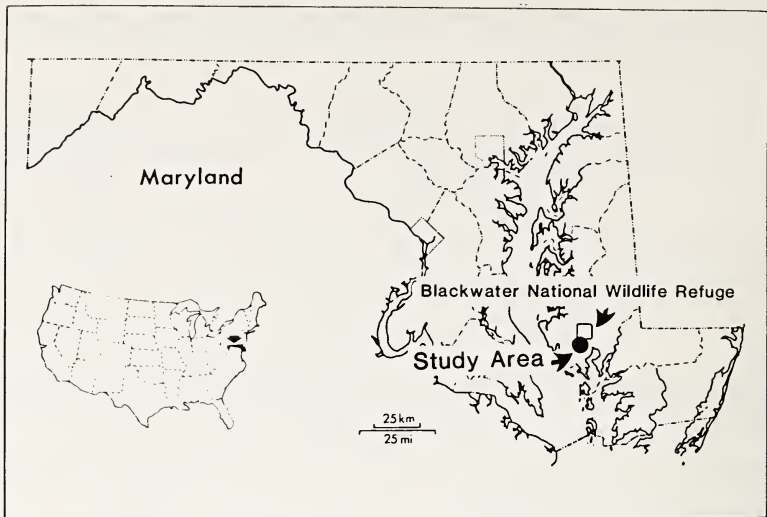 Maryland
Blackwater National Wildlife Refuge
Study Area
25 km
25 mi